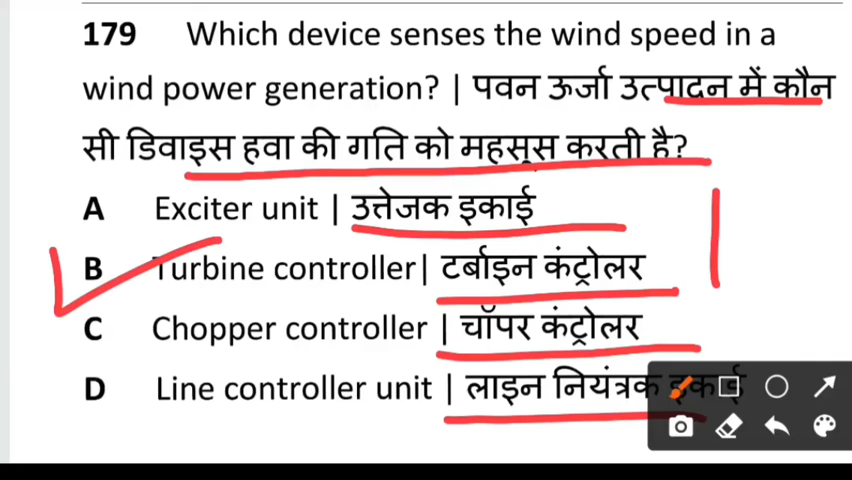 179 Which device senses the wind speed in a
wind power generation? | पवन ऊर्जा उत्पादन में कौन
सी डिवाइस हवा की गति को महसूस करती है?
A Exciter unit | उत्तेजक इकाई
B Turbine controller| टर्बाइन कंट्रोलर
C Chopper controller | चॉपर कंट्रोलर
D Line controller unit | लाइन नियंत्रक इकाई